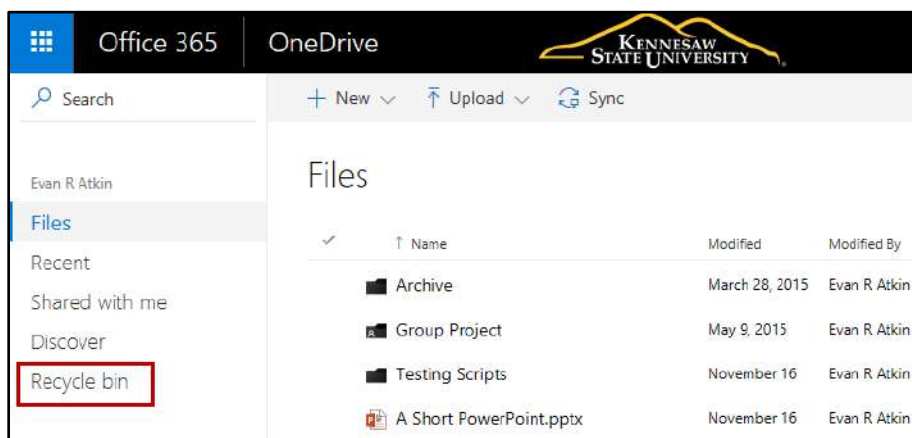 Office 365 OneDrive KENNESAW STATE UNIVERSITY
Search
New Upload Sync
Evan R Atkin
Files
Recent
Shared with me
Discover
Recycle bin
Files
Name Modified Modified By
Archive March 28, 2015 Evan R Atkin
Group Project May 9, 2015 Evan R Atkin
Testing Scripts November 16 Evan R Atkin
A Short PowerPoint.pptx November 16 Evan R Atkin